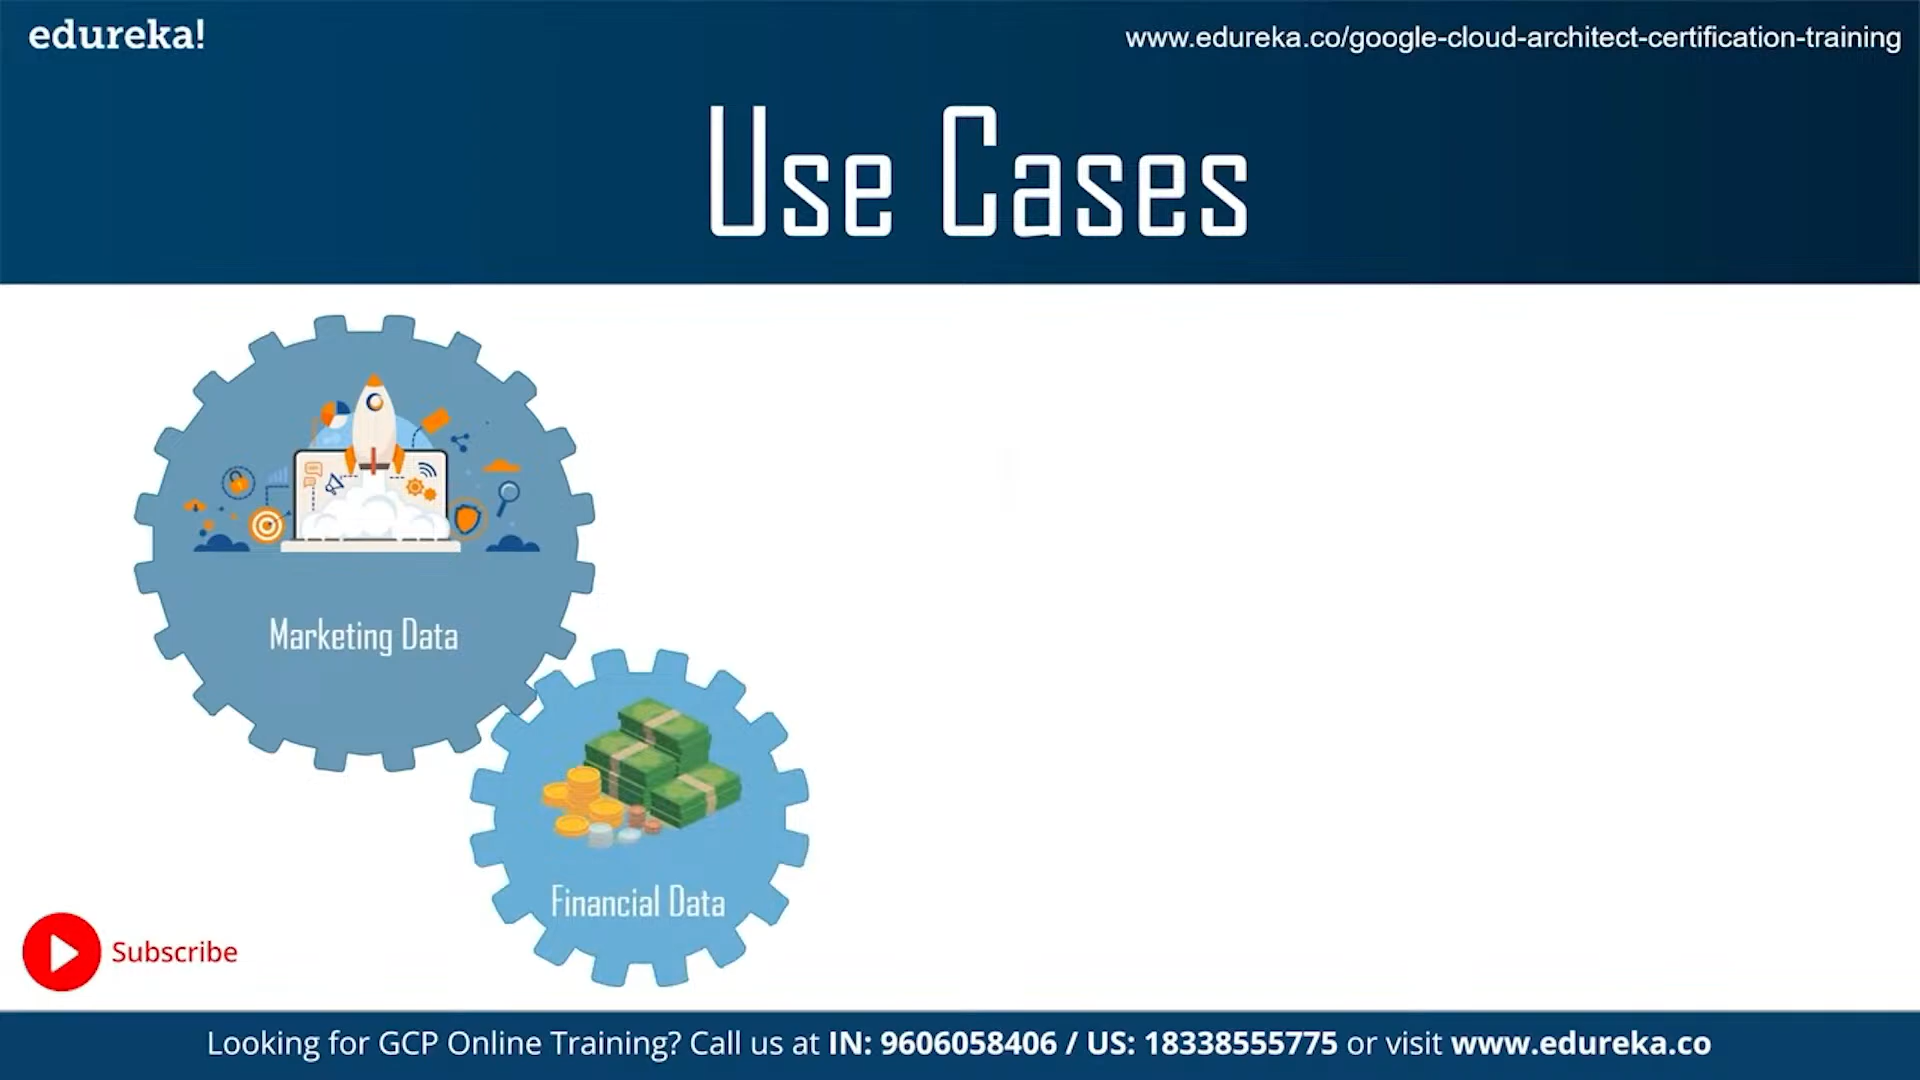 edureka!
www.edureka.co/google-cloud-architect-certification-training
Use Cases
Marketing Data
Financial Data
Subscribe
Looking for GCP Online Training? Call us at IN: 9606058406 / US: 18338555775 or visit www.edureka.co